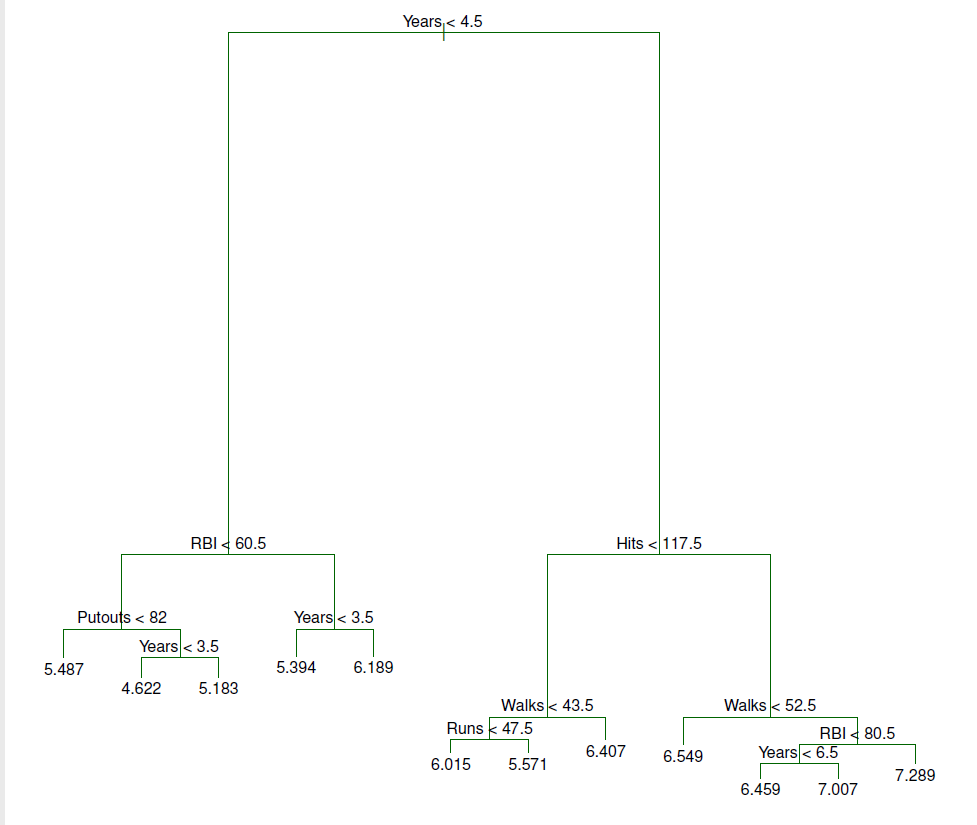 Years < 4.5
RBI < 60.5
Hits < 117.5
Putouts < 82
Years < 3.5
Years < 3.5
5.487
4.622
5.183
5.394
6.189
Walks < 43.5
Walks < 52.5
Runs < 47.5
RBI < 80.5
Years < 6.5
6.015
5.571
6.407
6.549
6.459
7.007
7.289